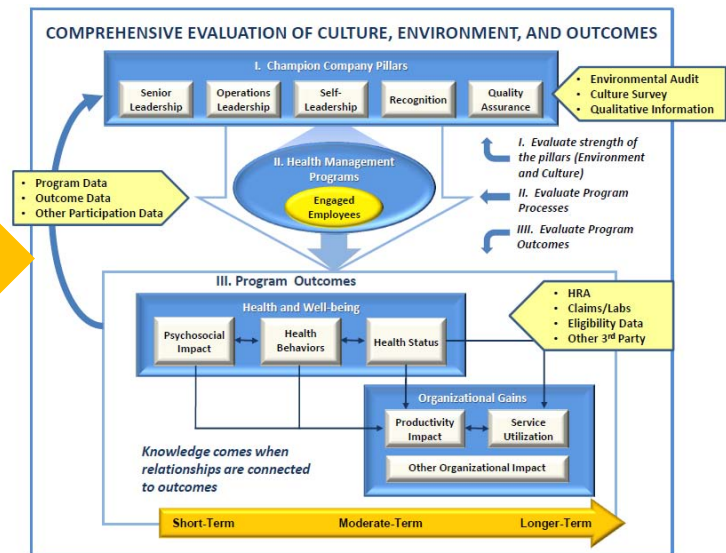 COMPREHENSIVE EVALUATION OF CULTURE, ENVIRONMENT, AND OUTCOMES
I. Champion Company Pillars
Senior
Leadership
Operations
Leadership
Self-
Leadership
Recognition
Quality
Assurance
• Environmental Audit
• Culture Survey
• Qualitative Information
I. Evaluate strength of
the pillars (Environment
and Culture)
II. Evaluate Program
Processes
IIII. Evaluate Program
Outcomes
II. Health Management
Programs
Engaged
Employees
• Program Data
• Outcome Data
• Other Participation Data
III. Program Outcomes
Health and Well-being
Psychosocial
Impact
Health
Behaviors
Health Status
• HRA
• Claims/Labs
• Eligibility Data
• Other 3rd Party
Organizational Gains
Productivity
Impact
Service
Utilization
Other Organizational Impact
Knowledge comes when
relationships are connected
to outcomes
Short-Term Moderate-Term Longer-Term